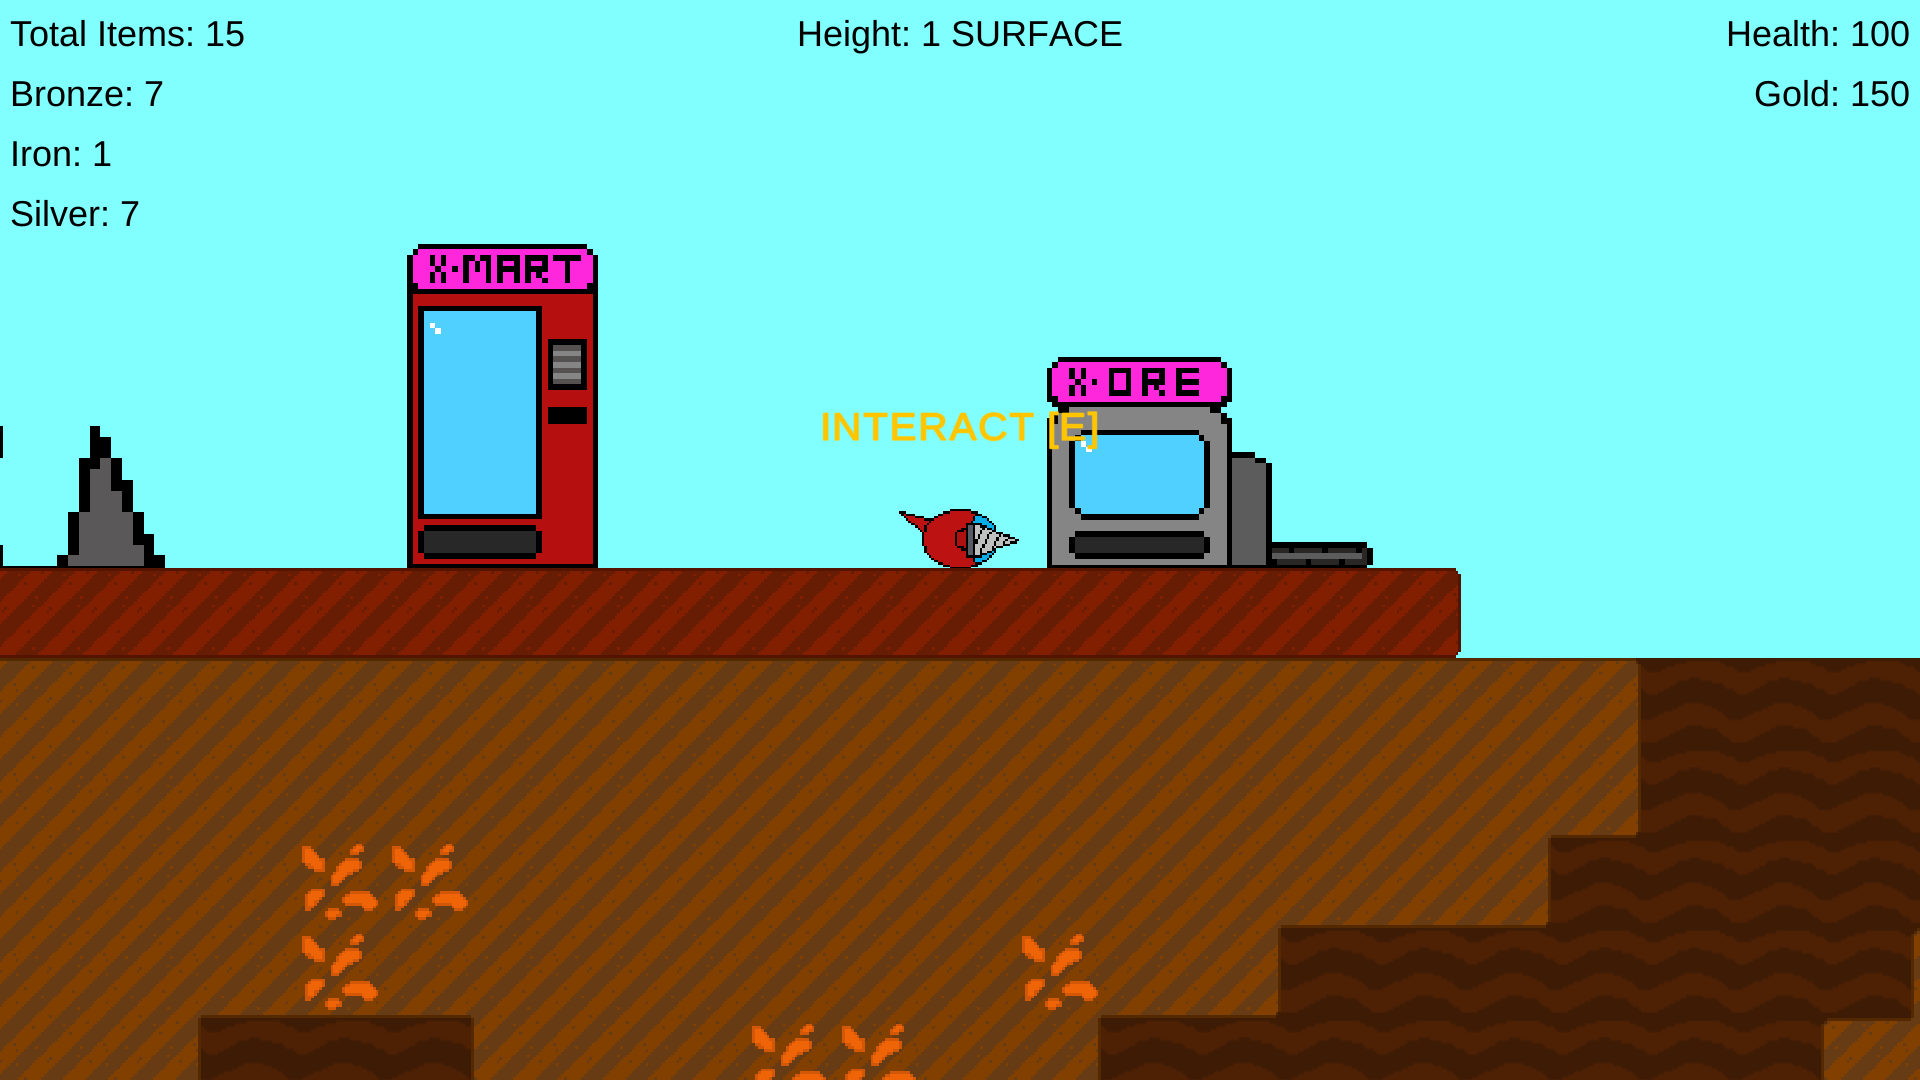 Total Items: 15
Height: 1 SURFACE
Health: 100
Bronze: 7
Gold: 150
Iron: 1
Silver: 7
X·MART
X·ORE
INTERACT [E]